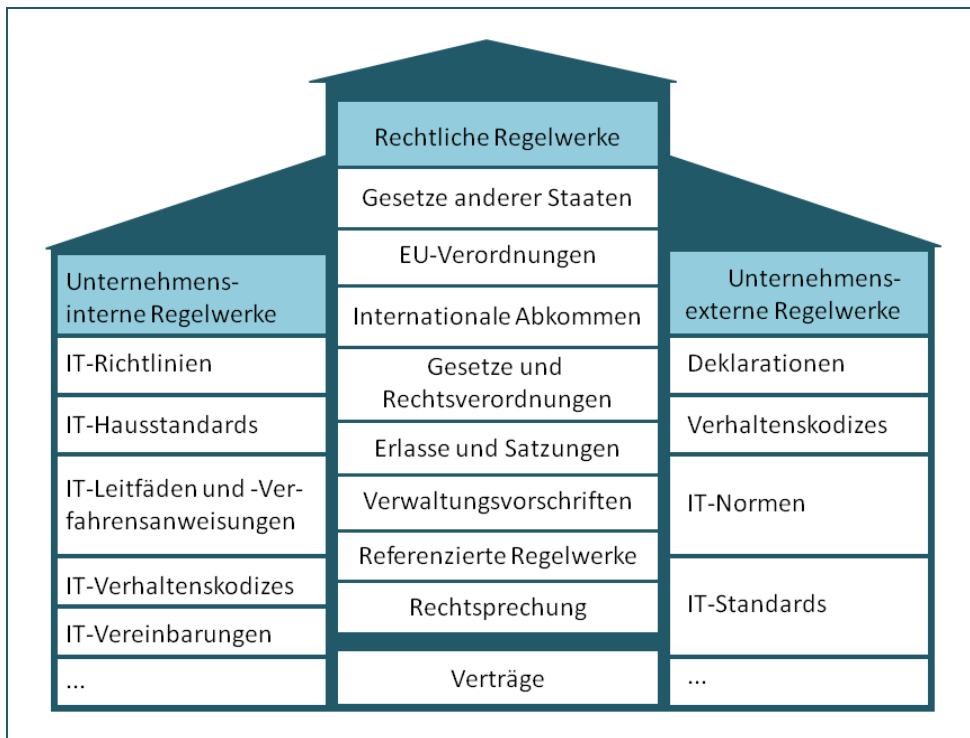 Rechtliche Regelwerke
Gesetze anderer Staaten
EU-Verordnungen
Internationale Abkommen
Gesetze und
Rechtsverordnungen
Erlasse und Satzungen
Verwaltungsvorschriften
Referenzierte Regelwerke
Rechtsprechung
Verträge
Unternehmens-
interne Regelwerke
IT-Richtlinien
IT-Hausstandards
IT-Leitfäden und -Ver-
fahrensanweisungen
IT-Verhaltenskodizes
IT-Vereinbarungen
...
Unternehmens-
externe Regelwerke
Deklarationen
Verhaltenskodizes
IT-Normen
IT-Standards
...